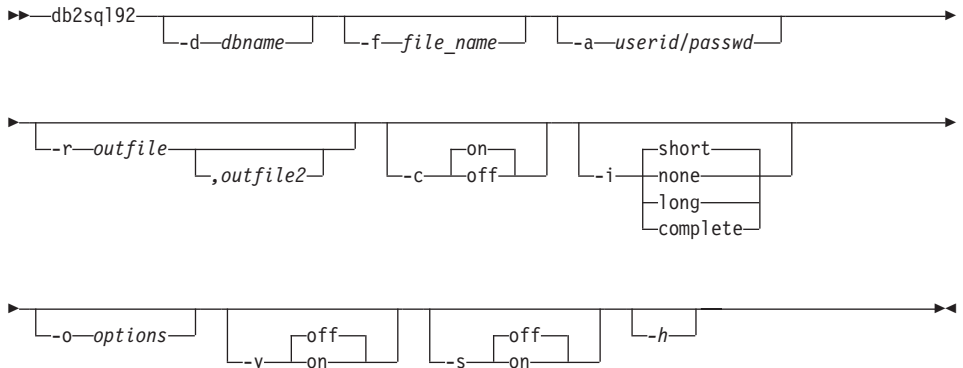 db2sql92 -d dbname -f file_name -a userid/passwd
-r outfile ,outfile2 -c on off -i short none long complete
-o options -v off on -s off on -h